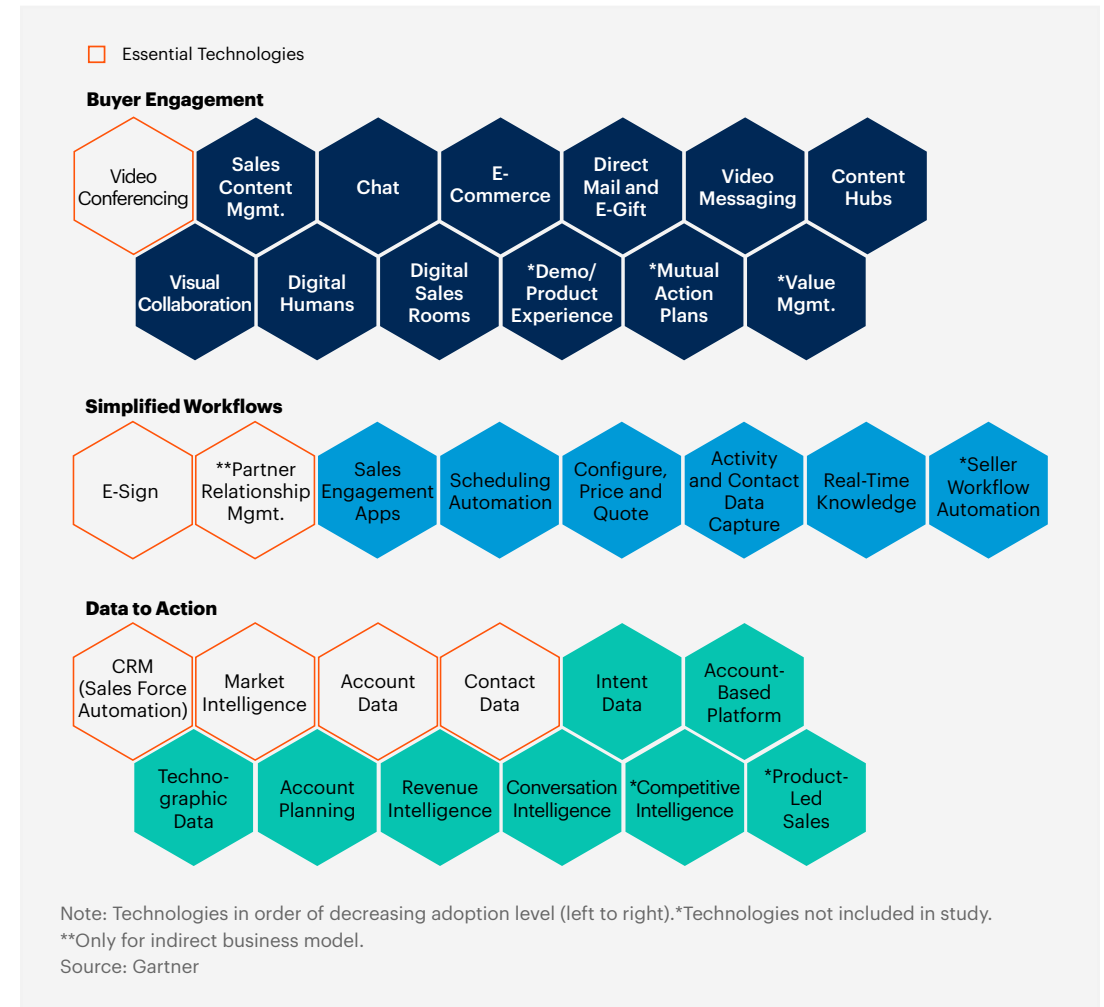 Essential Technologies
Buyer Engagement
Video
Conferencing
Sales
Content
Mgmt.
Chat
E-
Commerce
Direct
Mail and
E-Gift
Video
Messaging
Content
Hubs
Visual
Collaboration
Digital
Humans
Digital
Sales
Rooms
*Demo/
Product
Experience
*Mutual
Action
Plans
*Value
Mgmt.
Simplified Workflows
E-Sign
**Partner
Relationship
Mgmt.
Sales
Engagement
Apps
Scheduling
Automation
Configure,
Price and
Quote
Activity
and Contact
Data
Capture
Real-Time
Knowledge
*Seller
Workflow
Automation
Data to Action
CRM
(Sales Force
Automation)
Market
Intelligence
Account
Data
Contact
Data
Intent
Data
Account-
Based
Platform
Techno-
graphic
Data
Account
Planning
Revenue
Intelligence
Conversation
Intelligence
*Competitive
Intelligence
*Product-
Led
Sales
Note: Technologies in order of decreasing adoption level (left to right).*Technologies not included in study.
**Only for indirect business model.
Source: Gartner